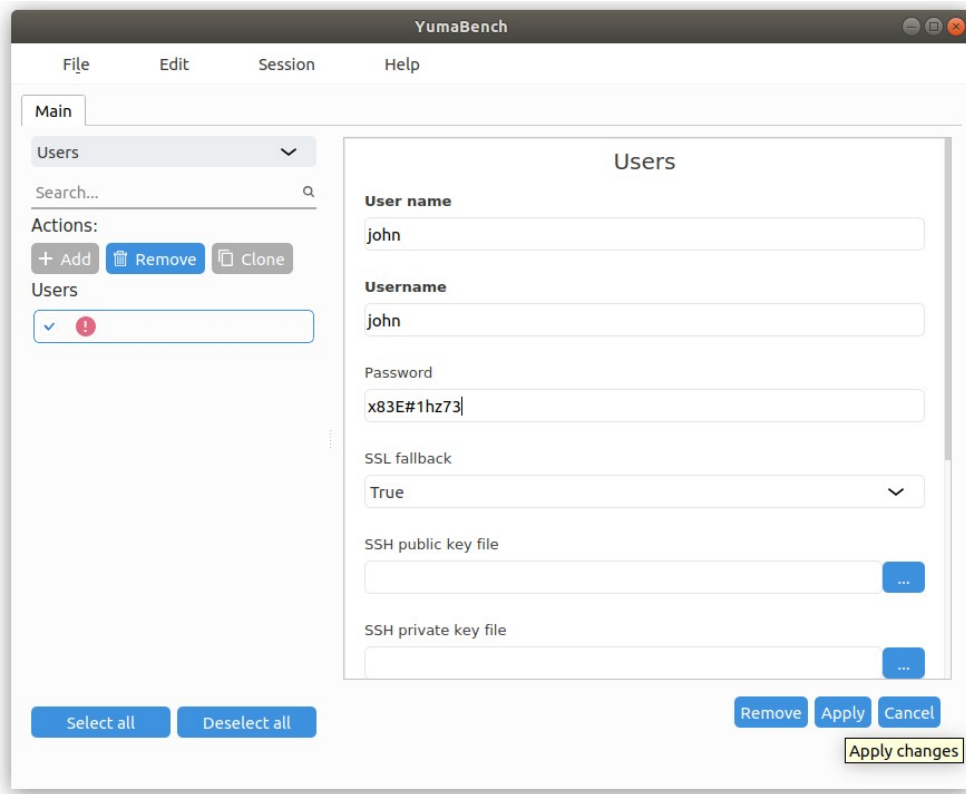 YumaBench
File Edit Session Help
Main
Users
Search...
Actions:
+ Add Remove Clone
Users
!
Users
User name
john
Username
john
Password
x83E#1hz73
SSL fallback
True
SSH public key file
...
SSH private key file
...
Select all Deselect all
Remove Apply Cancel
Apply changes